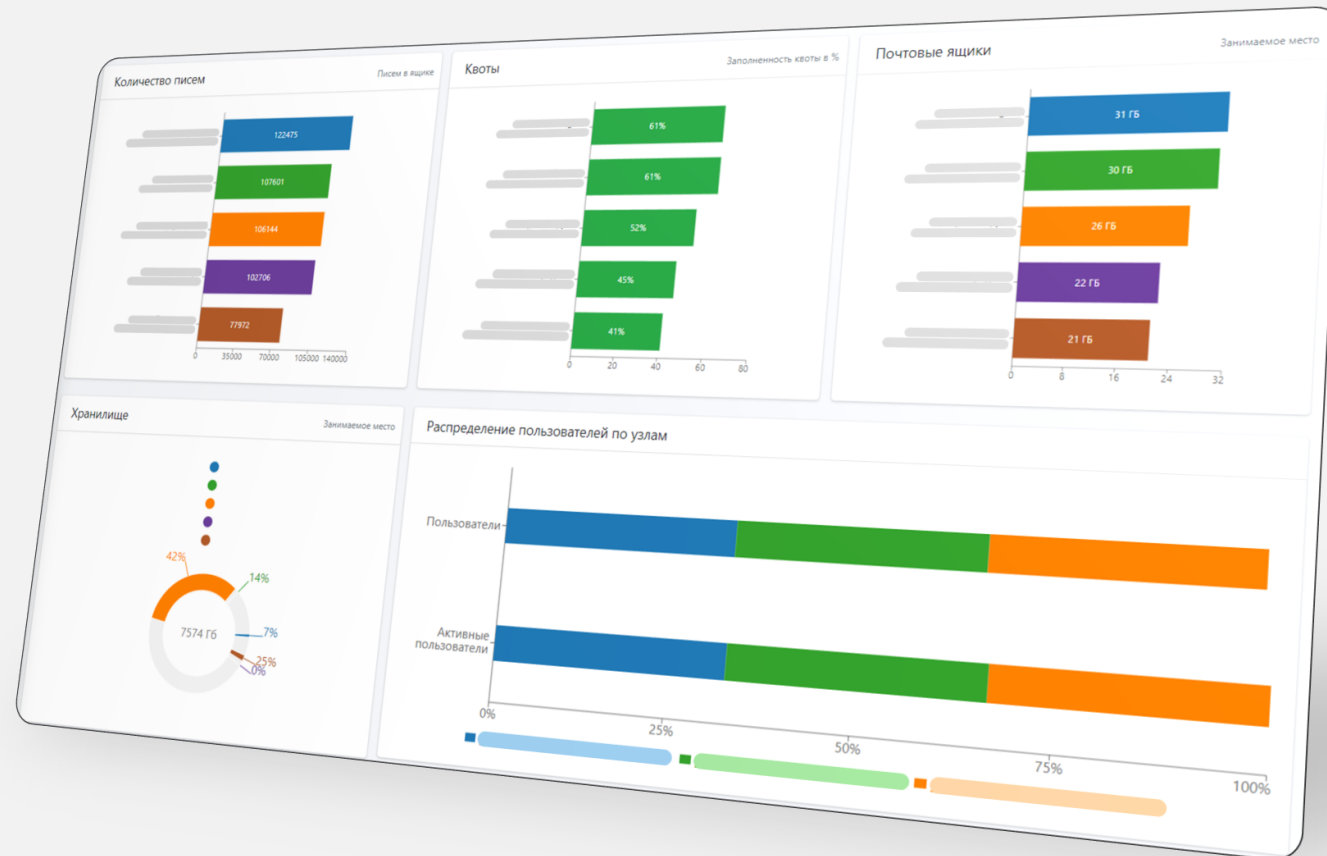 Количество писем
Писем в ящике
122475
107601
106144
102706
77972
0 35000 70000 105000 140000
Квоты
Заполненность квоты в %
61%
61%
52%
45%
41%
0 20 40 60 80
Почтовые ящики
Занимаемое место
31 ГБ
30 ГБ
26 ГБ
22 ГБ
21 ГБ
0 8 16 24 32
Хранилище
Занимаемое место
42%
14%
7574 Гб
7%
25%
0%
Распределение пользователей по узлам
Пользователи
Активные
пользователи
0% 25% 50% 75% 100%